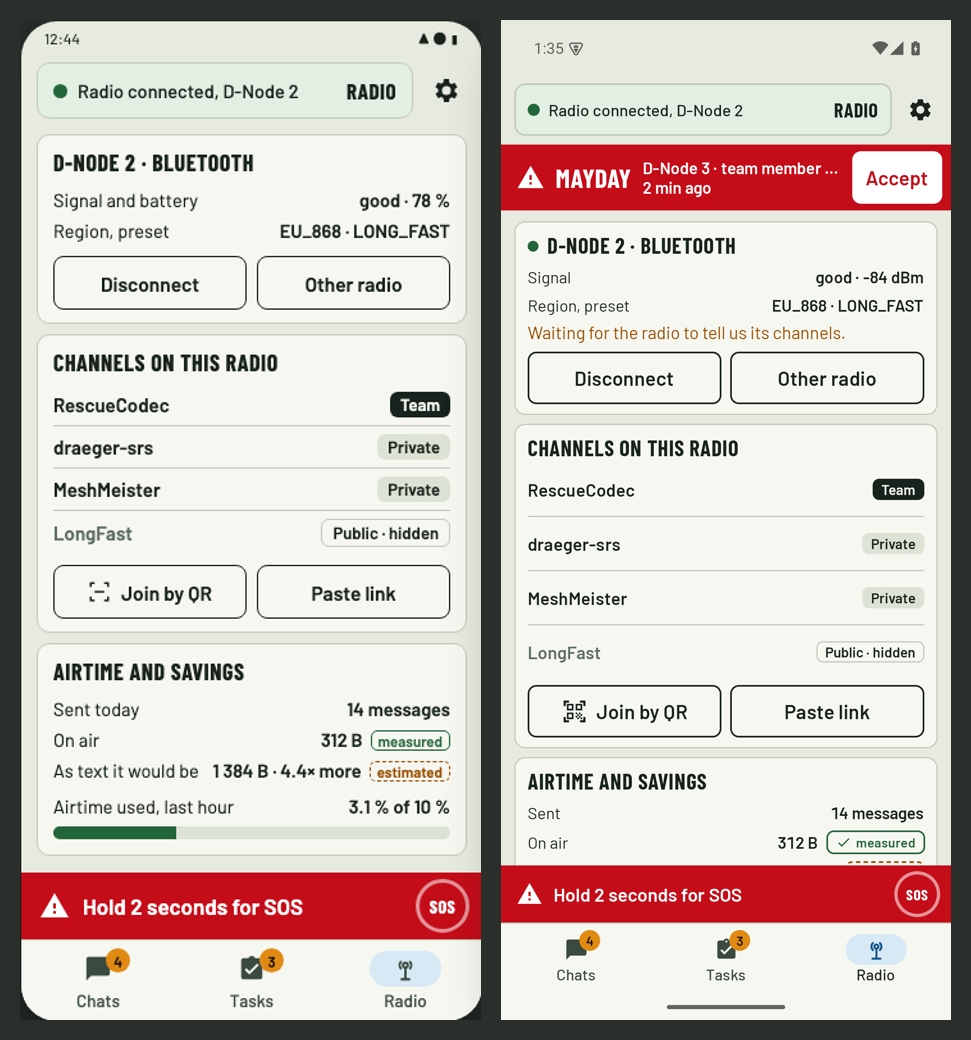 12:44
Radio connected, D-Node 2 RADIO
D-NODE 2 · BLUETOOTH
Signal and battery good · 78 %
Region, preset EU_868 · LONG_FAST
Disconnect Other radio
CHANNELS ON THIS RADIO
RescueCodec Team
draeger-srs Private
MeshMeister Private
LongFast Public · hidden
Join by QR Paste link
AIRTIME AND SAVINGS
Sent today 14 messages
On air 312 B measured
As text it would be 1 384 B · 4.4× more estimated
Airtime used, last hour 3.1 % of 10 %
Hold 2 seconds for SOS SOS
4 3
Chats Tasks Radio
1:35
Radio connected, D-Node 2 RADIO
MAYDAY D-Node 3 · team member ... Accept
2 min ago
D-NODE 2 · BLUETOOTH
Signal good · -84 dBm
Region, preset EU_868 · LONG_FAST
Waiting for the radio to tell us its channels.
Disconnect Other radio
CHANNELS ON THIS RADIO
RescueCodec Team
draeger-srs Private
MeshMeister Private
LongFast Public · hidden
Join by QR Paste link
AIRTIME AND SAVINGS
Sent 14 messages
On air 312 B measured
Hold 2 seconds for SOS SOS
4 3
Chats Tasks Radio